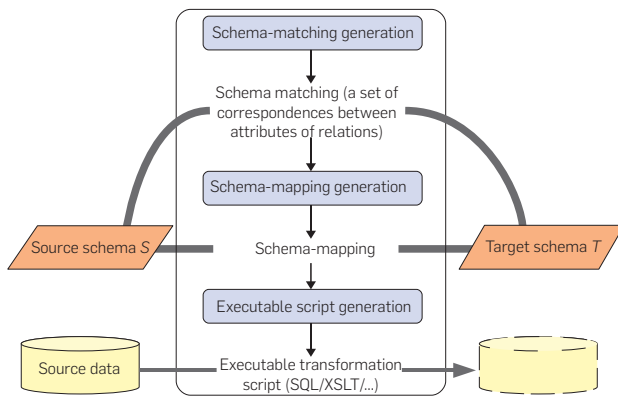 Schema-matching generation
Schema matching (a set of
correspondences between
attributes of relations)
Schema-mapping generation
Source schema S
Schema-mapping
Target schema T
Executable script generation
Source data
Executable transformation
script (SQL/XSLT/...)